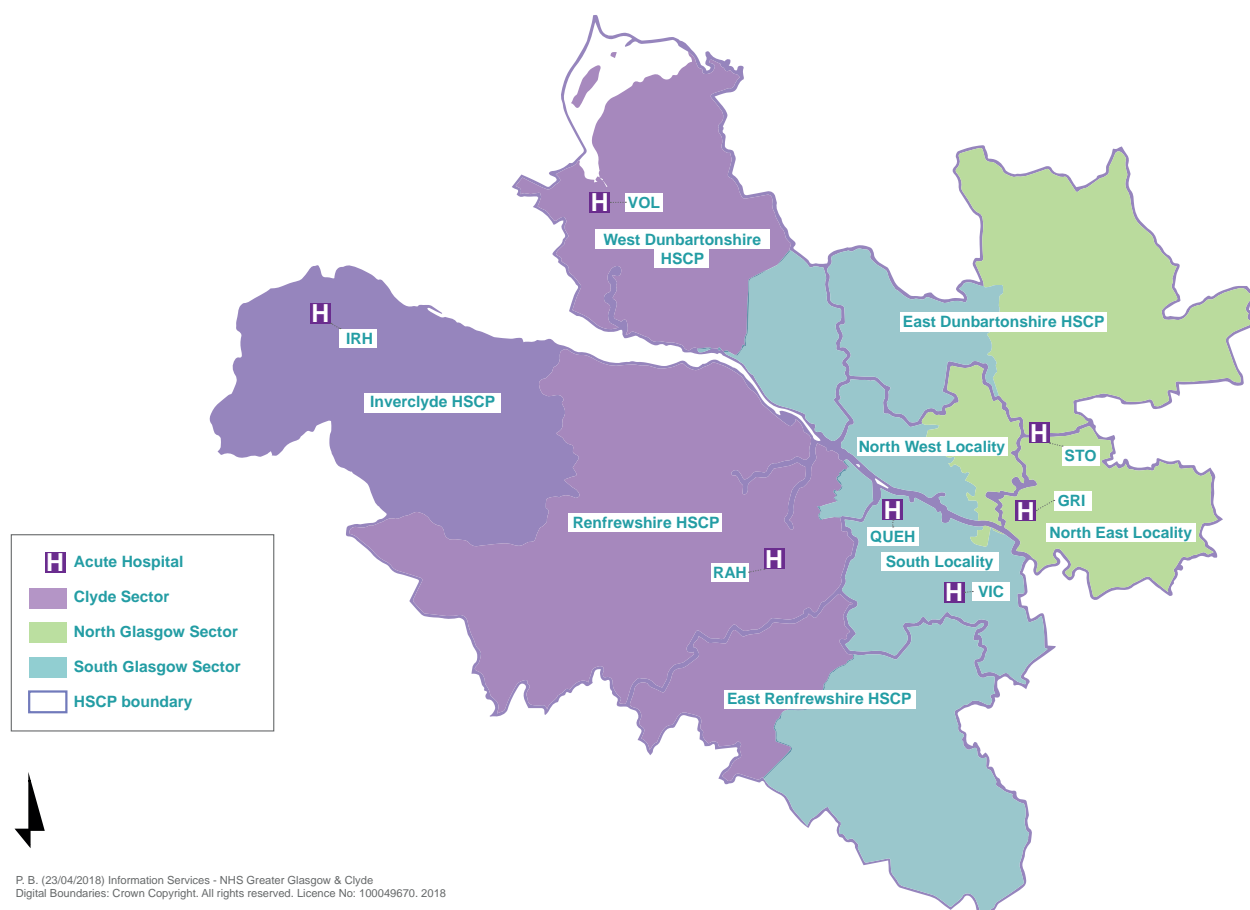 H VOL
West Dunbartonshire
HSCP
H
IRH
East Dunbartonshire HSCP
Inverclyde HSCP
H
North West Locality
STO
H GRI
Renfrewshire HSCP
H
QUEH
North East Locality
South Locality
RAH H
H VIC
East Renfrewshire HSCP
H Acute Hospital
Clyde Sector
North Glasgow Sector
South Glasgow Sector
HSCP boundary
P. B. (23/04/2018) Information Services - NHS Greater Glasgow & Clyde
Digital Boundaries: Crown Copyright. All rights reserved. Licence No: 100049670. 2018